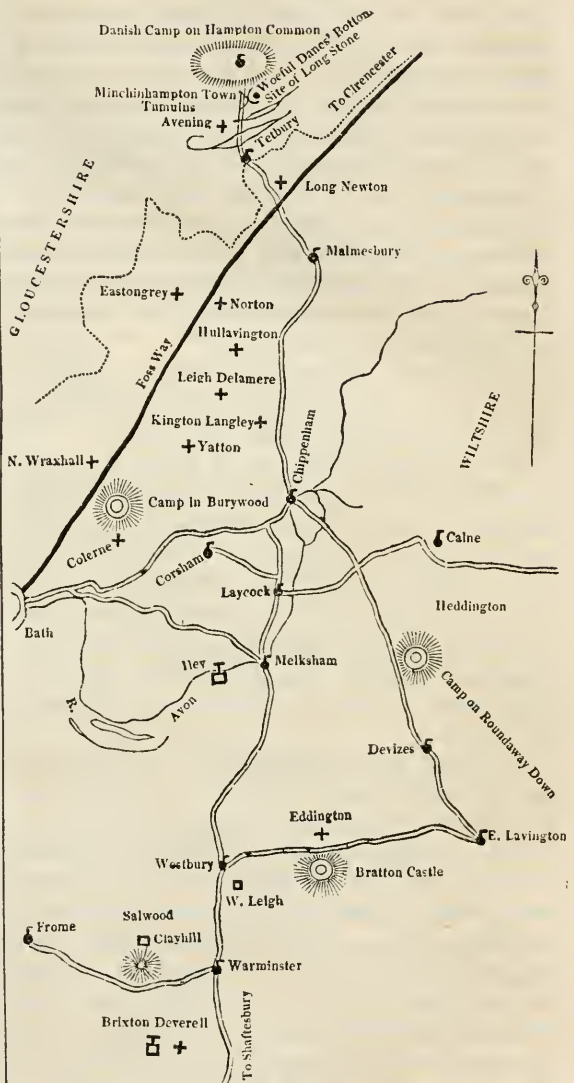 Danish Camp on Hampton Common
Woeful Danes' Bottom
Site of Long Stone
Minchinhampton Town
Tumulus
Avening
To Cirencester
Tetbury
GLOUCESTERSHIRE
Long Newton
Malmesbury
Eastongrey
Norton
Foss Way
Hullavington
Leigh Delamere
Kington Langley
Yatton
WILTSHIRE
N. Wraxhall
Chippenham
Camp in Burywood
Colerne
Corsham
Calne
Laycock
Heddington
Bath
Iley
Melksham
R. Avon
Camp on Roundaway Down
Devizes
Eddington
E. Lavington
Westbury
Bratton Castle
W. Leigh
Salwood
Frome
Clayhill
Warminster
Brixton Deverell
To Shaftesbury